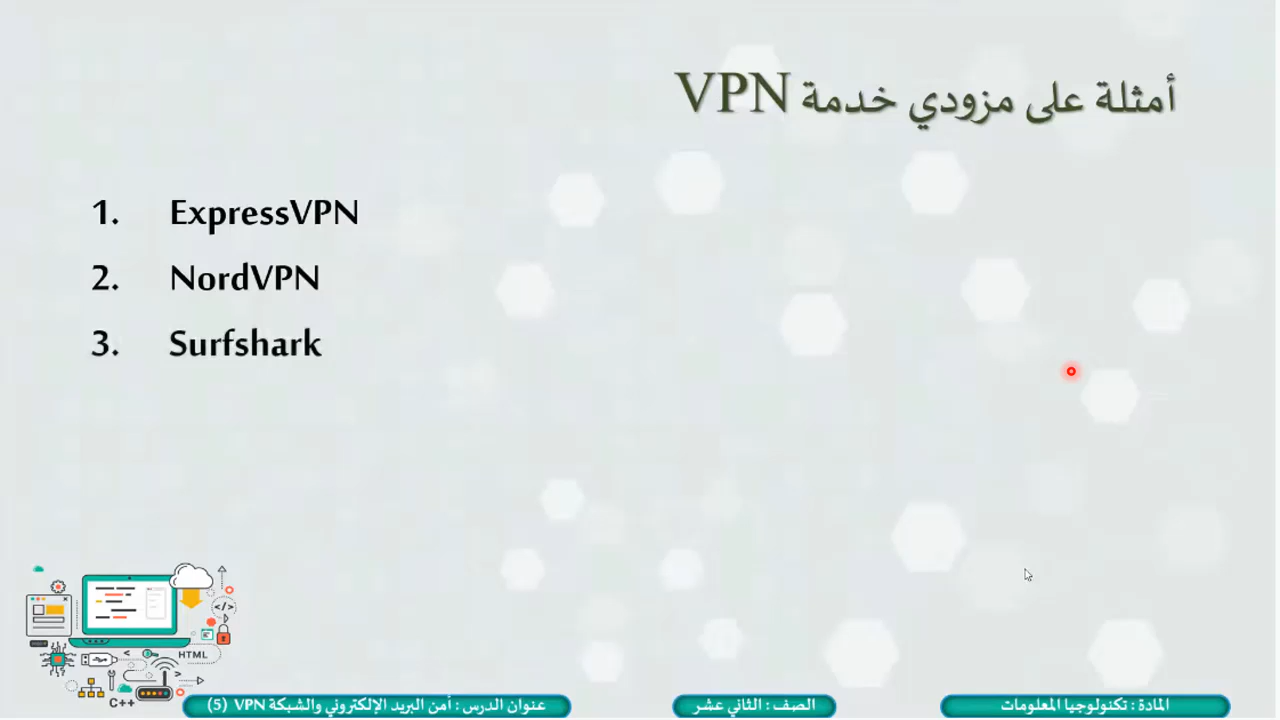 أمثلة على مزودي خدمة VPN
1. ExpressVPN
2. NordVPN
3. Surfshark
</>
HTML
C++
المادة : تكنولوجيا المعلومات
الصف : الثاني عشر
عنوان الدرس : أمن البريد الإلكتروني والشبكة VPN (5)